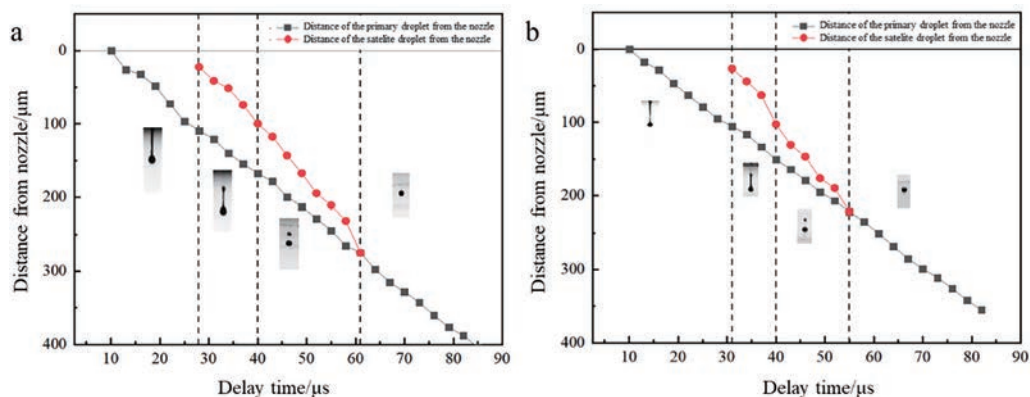 a
Distance of the primary droplet from the nozzle
Distance of the satelite droplet from the nozzle
Distance from nozzle/μm
0
100
200
300
400
10 20 30 40 50 60 70 80 90
Delay time/μs
b
Distance of the primary droplet from the nozzle
Distance of the satelite droplet from the nozzle
Distance from nozzle/μm
0
100
200
300
400
10 20 30 40 50 60 70 80 90
Delay time/μs